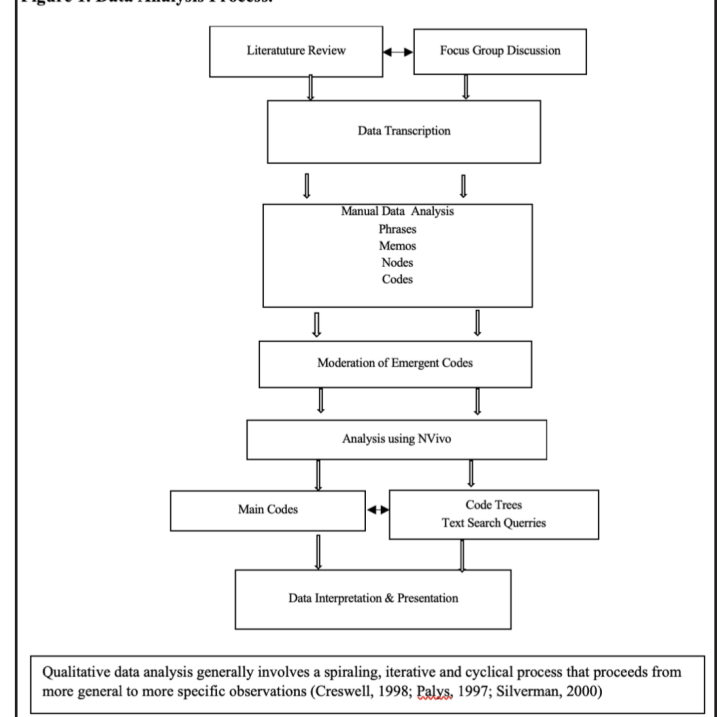 Figure 1. Data Analysis Process.
Literatuture Review
Focus Group Discussion
Data Transcription
Manual Data Analysis
Phrases
Memos
Nodes
Codes
Moderation of Emergent Codes
Analysis using NVivo
Main Codes
Code Trees
Text Search Querries
Data Interpretation & Presentation
Qualitative data analysis generally involves a spiraling, iterative and cyclical process that proceeds from
more general to more specific observations (Creswell, 1998; Palys, 1997; Silverman, 2000)